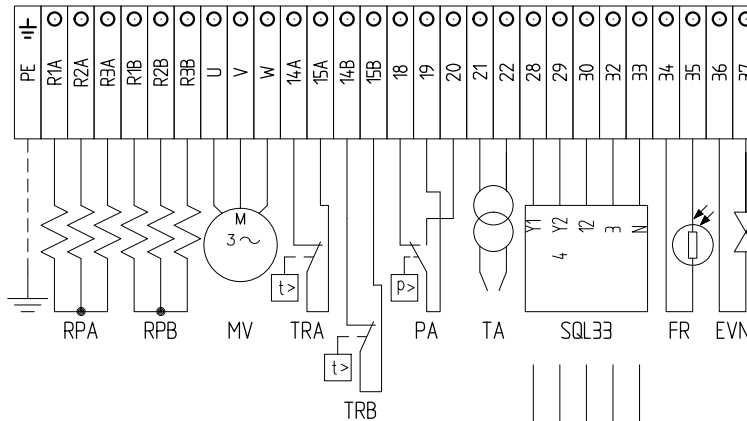 PE R1A R2A R3A R1B R2B R3B U V W 14A 15A 14B 15B 18 19 20 21 22 28 29 30 32 33 34 35 36 37
M
3~
Y1 Y2 12 3 N
4
t>
p>
RPA RPB MV TRA PA TA SQL33 FR EVN
t>
TRB